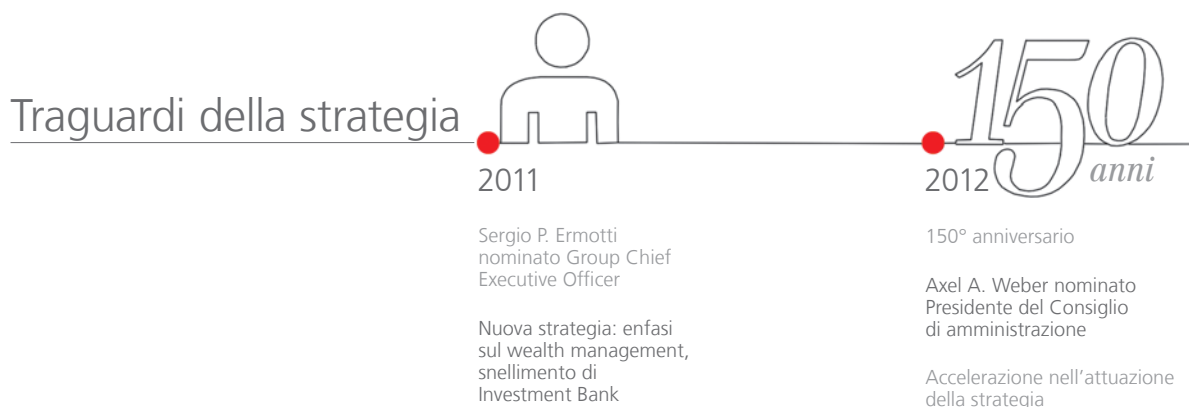 Traguardi della strategia
2011
Sergio P. Ermotti
nominato Group Chief
Executive Officer
Nuova strategia: enfasi
sul wealth management,
snellimento di
Investment Bank
150
anni
2012
150° anniversario
Axel A. Weber nominato
Presidente del Consiglio
di amministrazione
Accelerazione nell'attuazione
della strategia